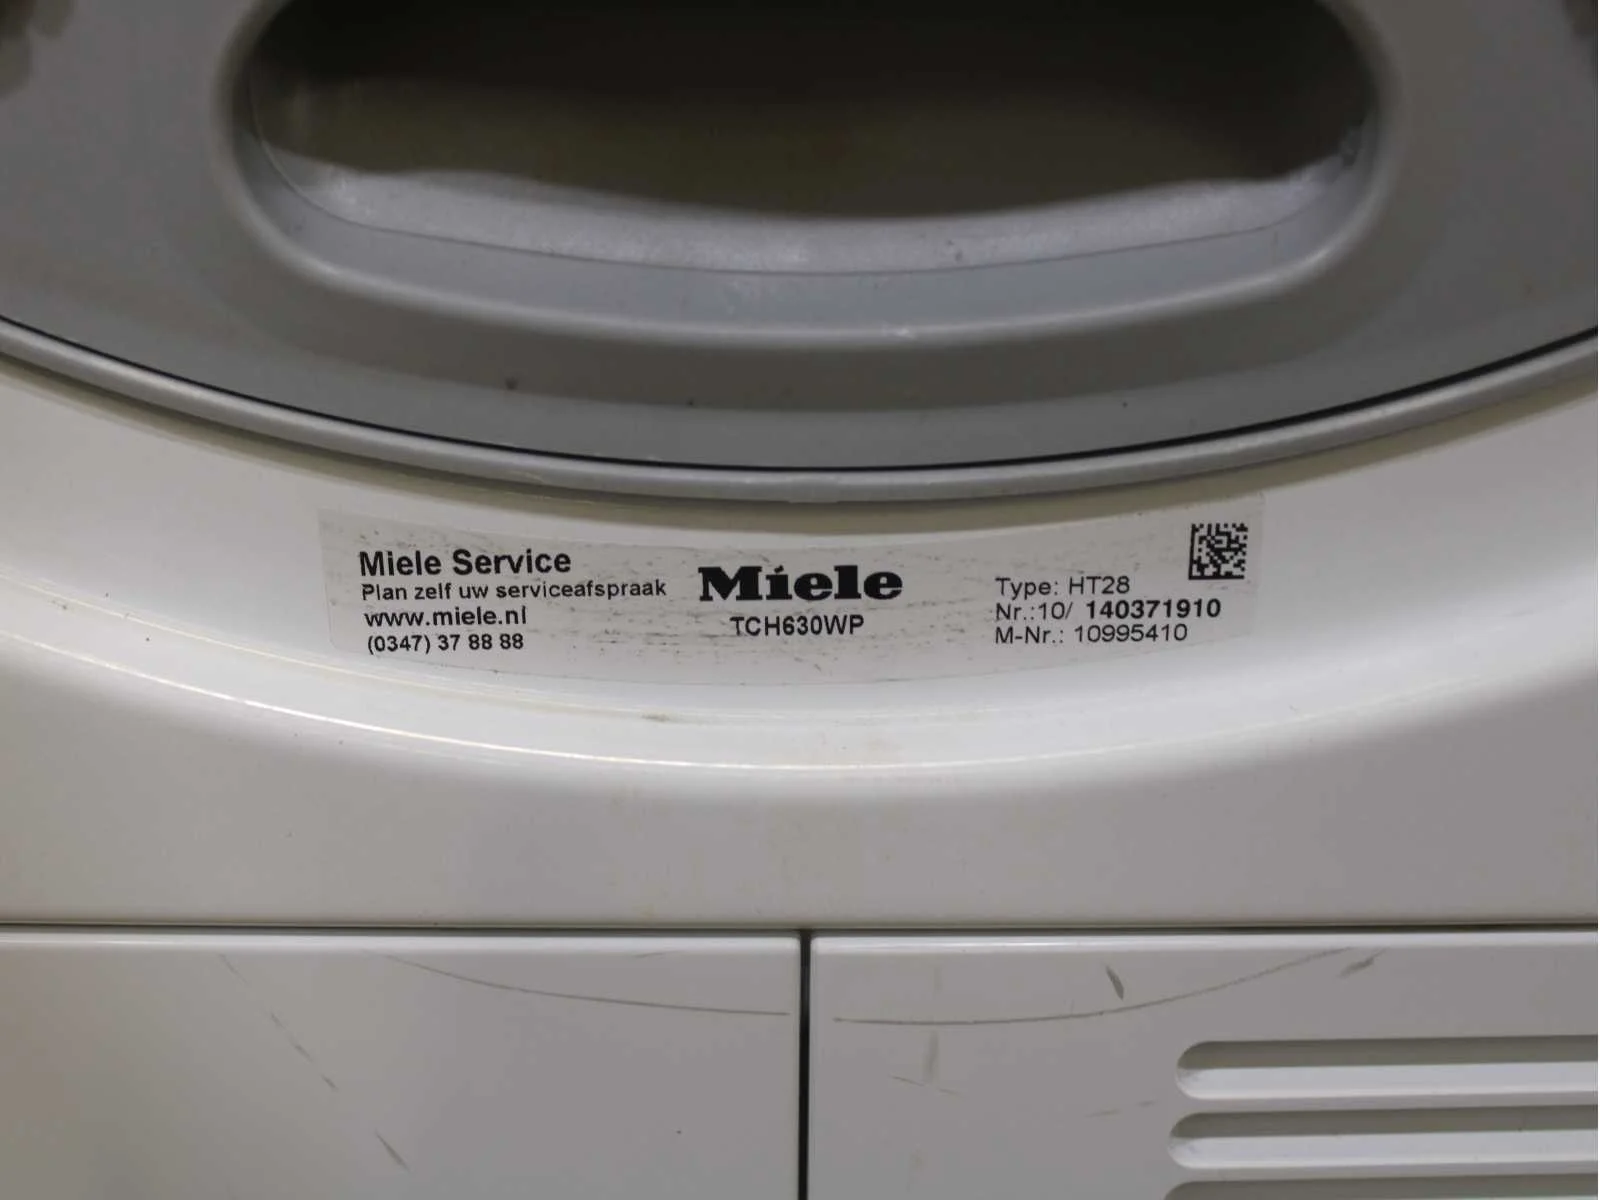 Miele Service
Plan zelf uw serviceafspraak
www.miele.nl
(0347) 37 88 88
Miele
TCH630WP
Type: HT28
Nr.:10/ 140371910
M-Nr.: 10995410